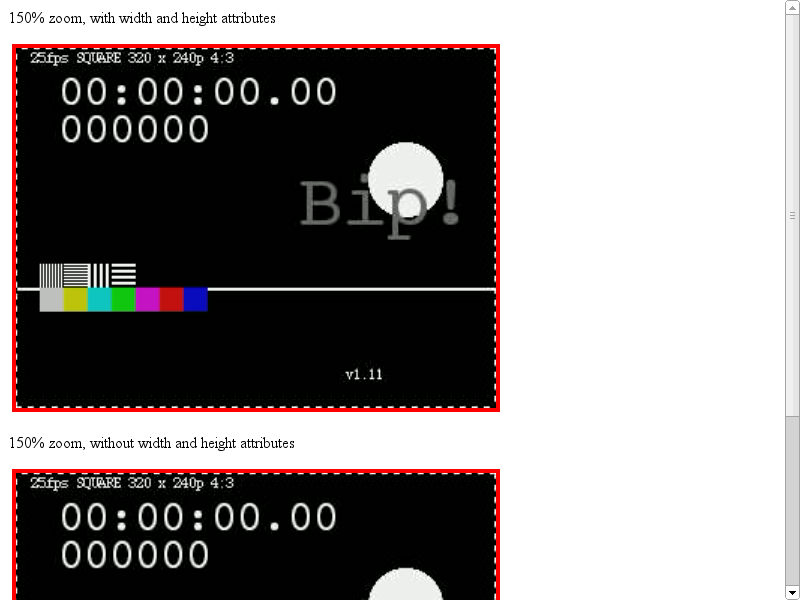 150% zoom, with width and height attributes
25fps SQUARE 320 x 240p 4:3
00:00:00.00
000000
Bip!
v1.11
150% zoom, without width and height attributes
25fps SQUARE 320 x 240p 4:3
00:00:00.00
000000